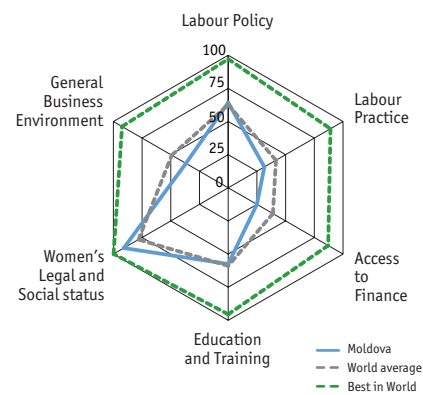 Labour Policy
100
75
50
25
0
General
Business
Environment
Labour
Practice
Women's
Legal and
Social status
Access
to
Finance
Education
and Training
Moldova
World average
Best in World